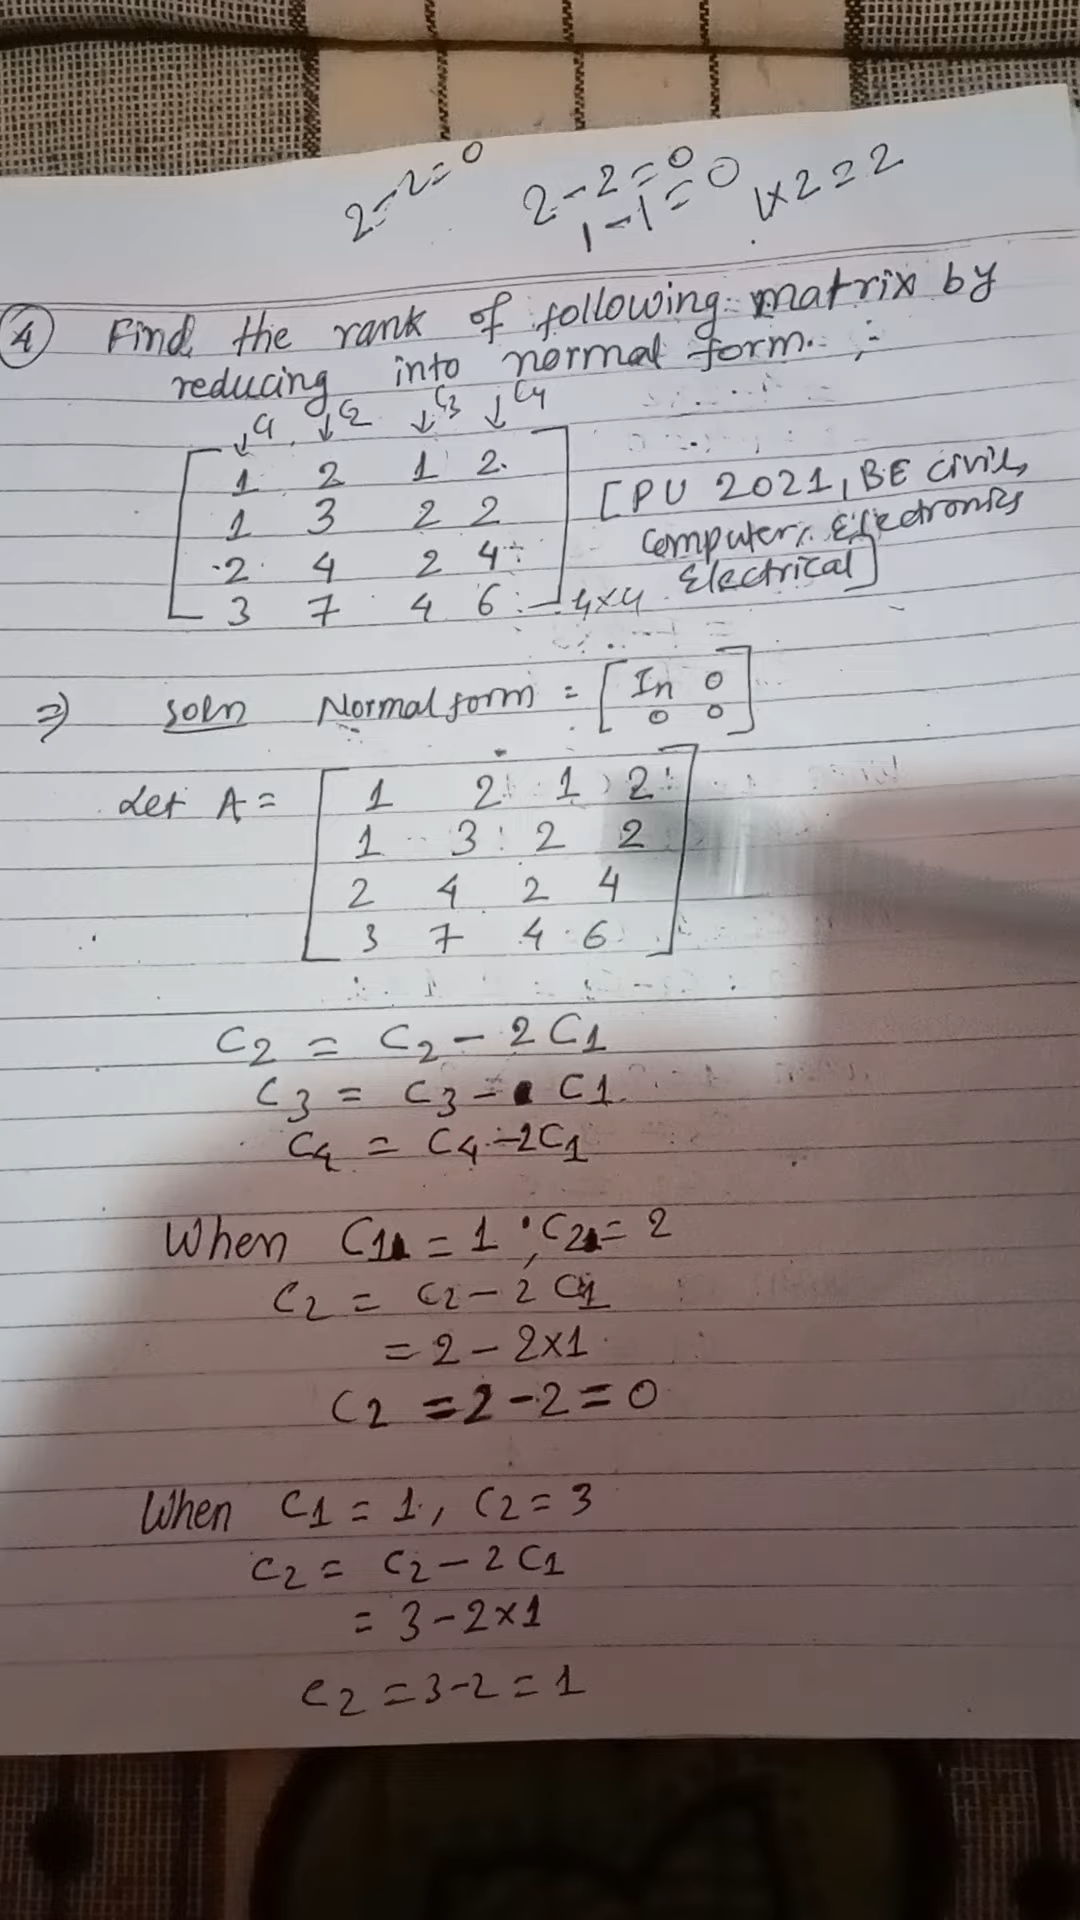 2-2=0
2-2=0
1-1=0
1×2=2
4 Find the rank of following matrix by
reducing into normal form. :-
C1 C2 C3 C4
1 2 1 2
1 3 2 2
2 4 2 4
3 7 4 6 4×4
[PU 2021, BE civil,
computer, Electronics
Electrical]
⇒ Soln Normal form = [In 0
0 0]
Let A =
1 2 1 2
1 3 2 2
2 4 2 4
3 7 4 6
C2 = C2 - 2C1
C3 = C3 - C1
C4 = C4 - 2C1
When C1 = 1, C2 = 2
C2 = C2 - 2C1
= 2 - 2×1
C2 = 2-2 = 0
When C1 = 1, C2 = 3
C2 = C2 - 2C1
= 3 - 2×1
C2 = 3-2 = 1